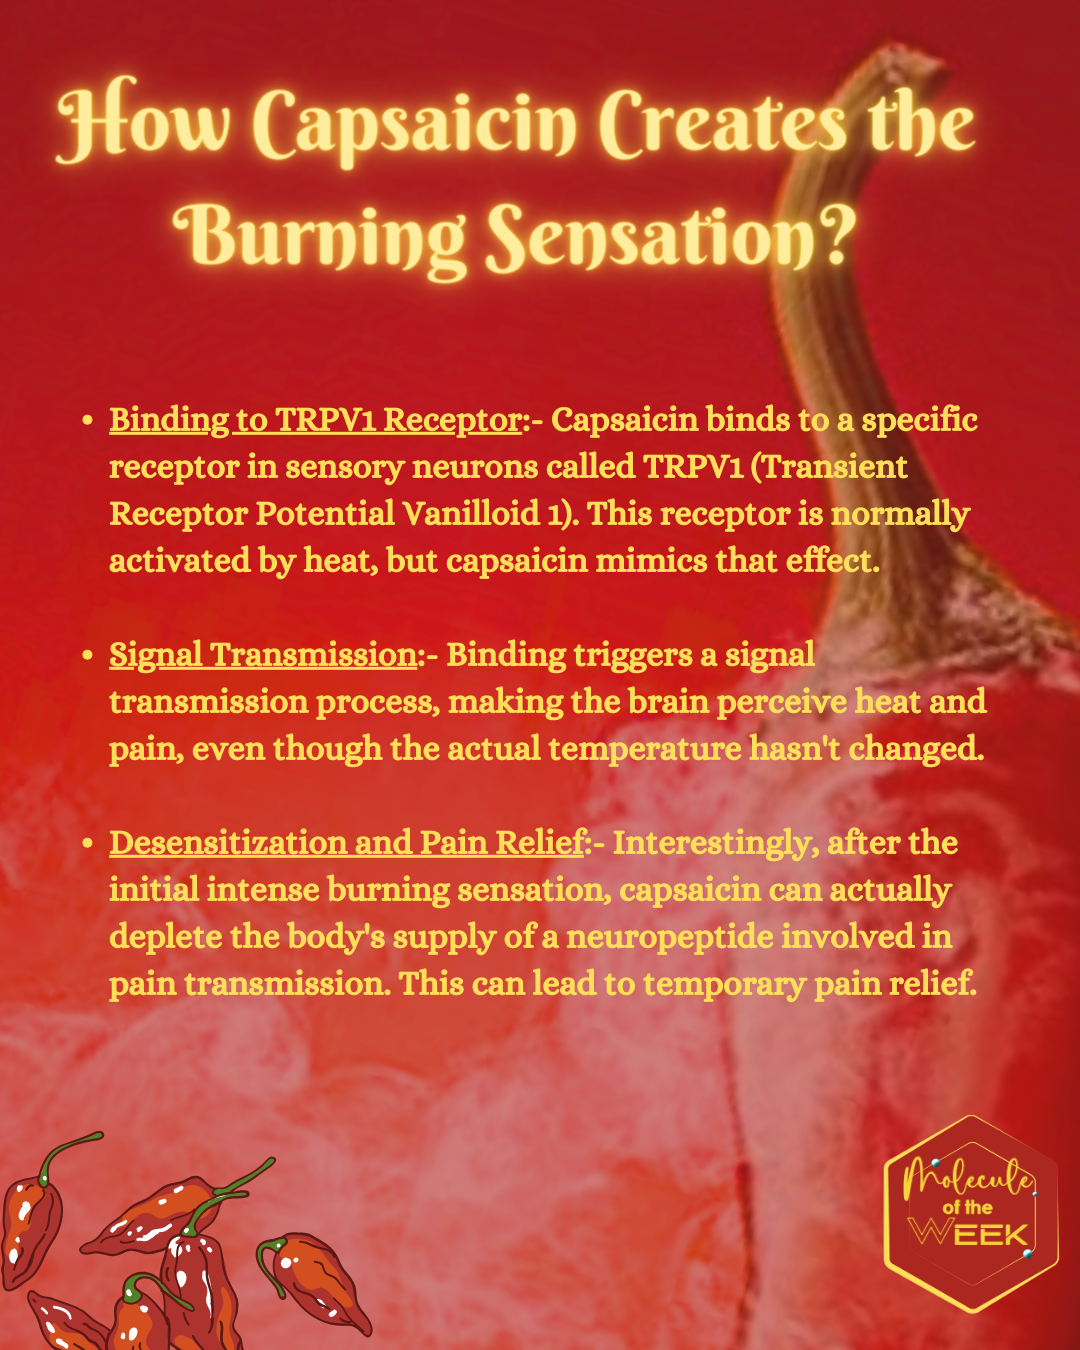 How Capsaicin Creates the
Burning Sensation?
• Binding to TRPV1 Receptor:- Capsaicin binds to a specific
receptor in sensory neurons called TRPV1 (Transient
Receptor Potential Vanilloid 1). This receptor is normally
activated by heat, but capsaicin mimics that effect.
• Signal Transmission:- Binding triggers a signal
transmission process, making the brain perceive heat and
pain, even though the actual temperature hasn't changed.
• Desensitization and Pain Relief:- Interestingly, after the
initial intense burning sensation, capsaicin can actually
deplete the body's supply of a neuropeptide involved in
pain transmission. This can lead to temporary pain relief.
Molecule
of the
WEEK